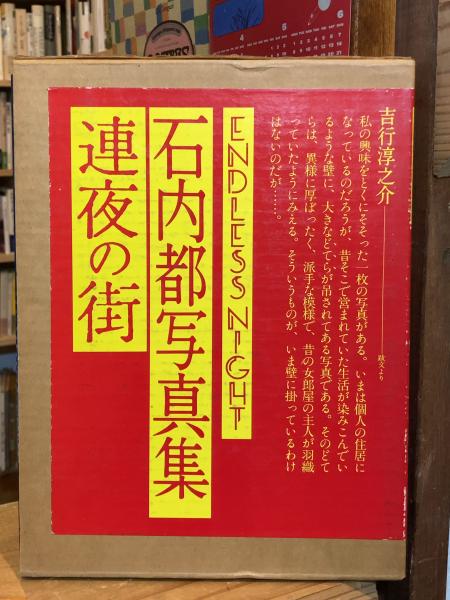 4 5 6
吉行淳之介——跋文より
私の興味をとくにそそった一枚の写真がある。いまは個人の住居に
なっているのだろうが、昔そこで営まれていた生活が染みこんでい
るような壁に、大きなどてらが吊されてある写真である。そのどて
らは、異様に厚ぼったく、派手な模様で、昔の女郎屋の主人が羽織
っていたようにみえる。そういうものが、いま壁に掛っているわけ
はないのだが……。
ENDLESS NIGHT
石内都写真集
連夜の街